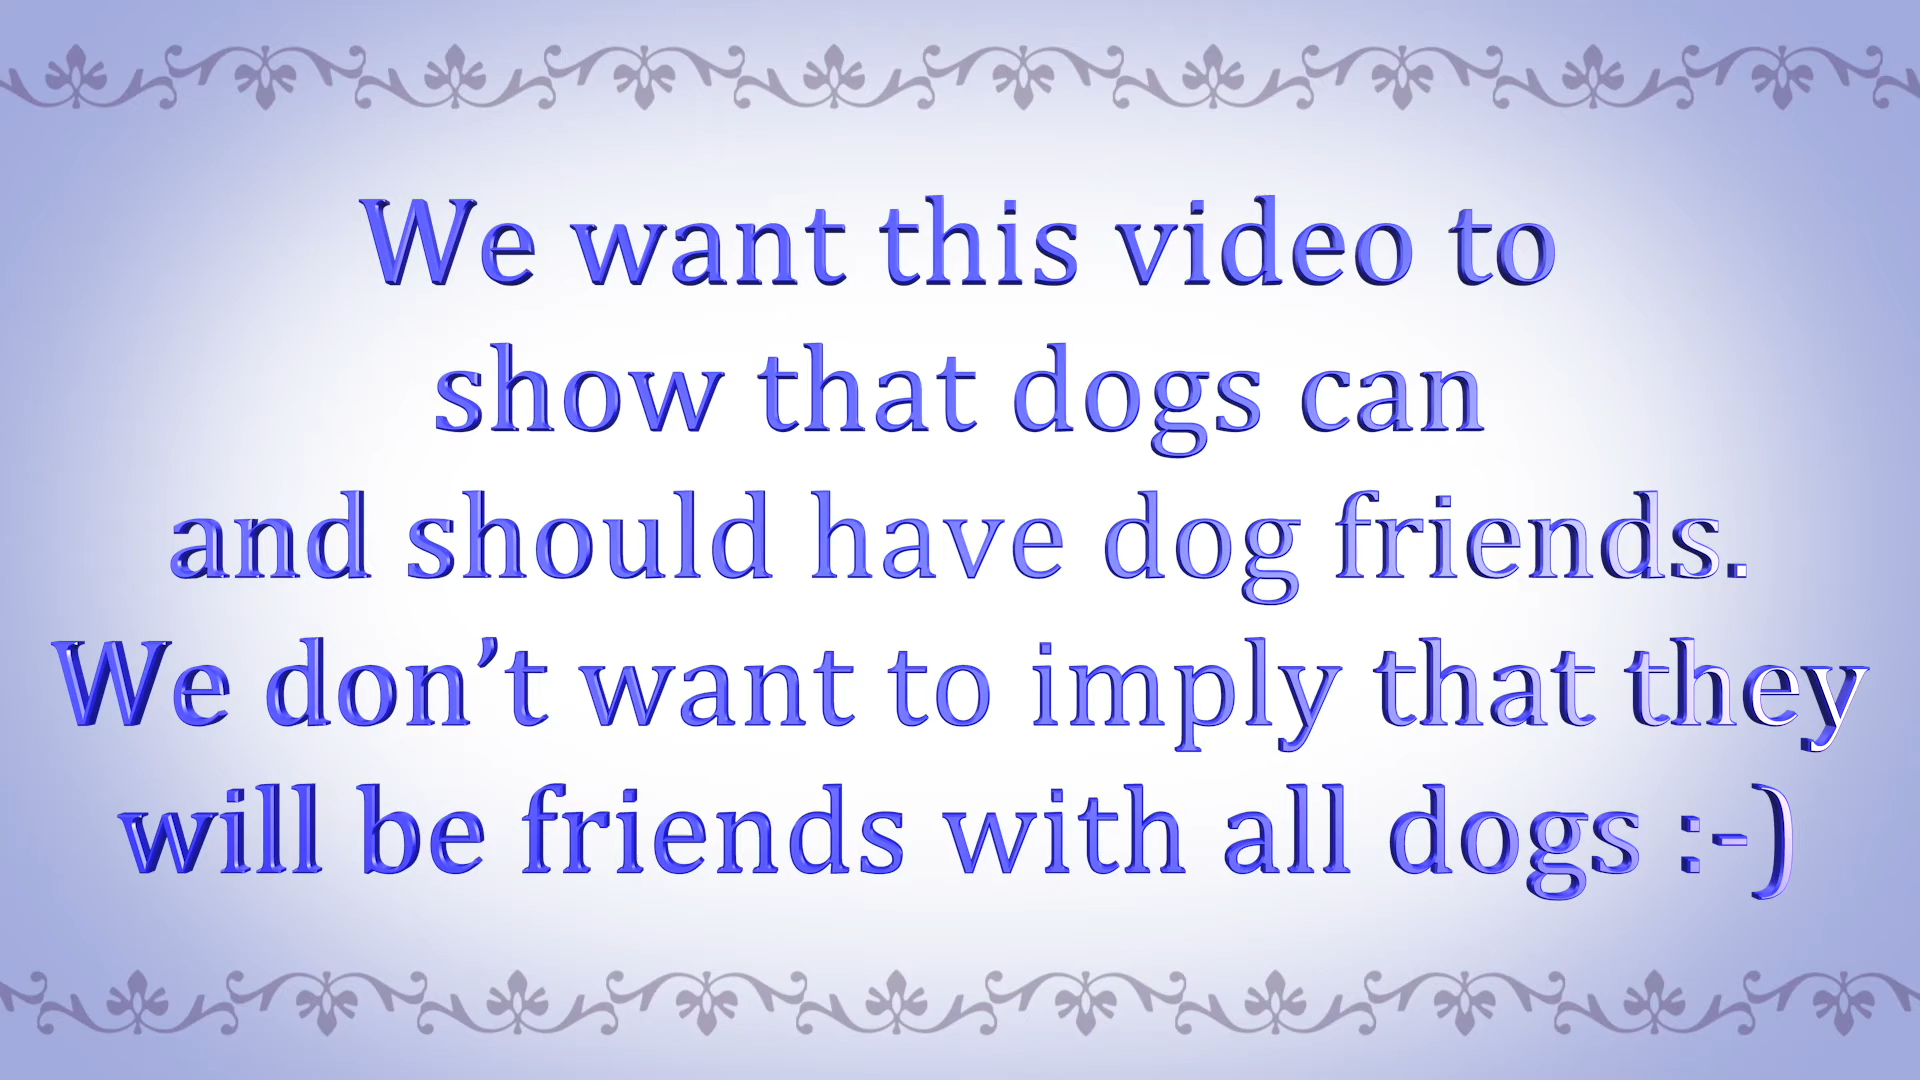 We want this video to
show that dogs can
and should have dog friends.
We don’t want to imply that they
will be friends with all dogs :-)